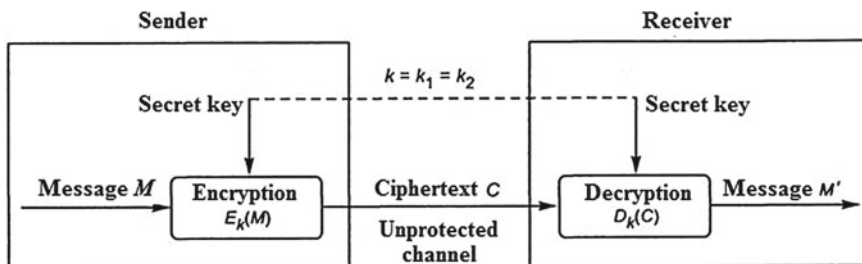 Sender
Receiver
k = k1 = k2
Secret key
Secret key
Message M
Encryption
Ek(M)
Ciphertext C
Unprotected
channel
Decryption
Dk(C)
Message M'